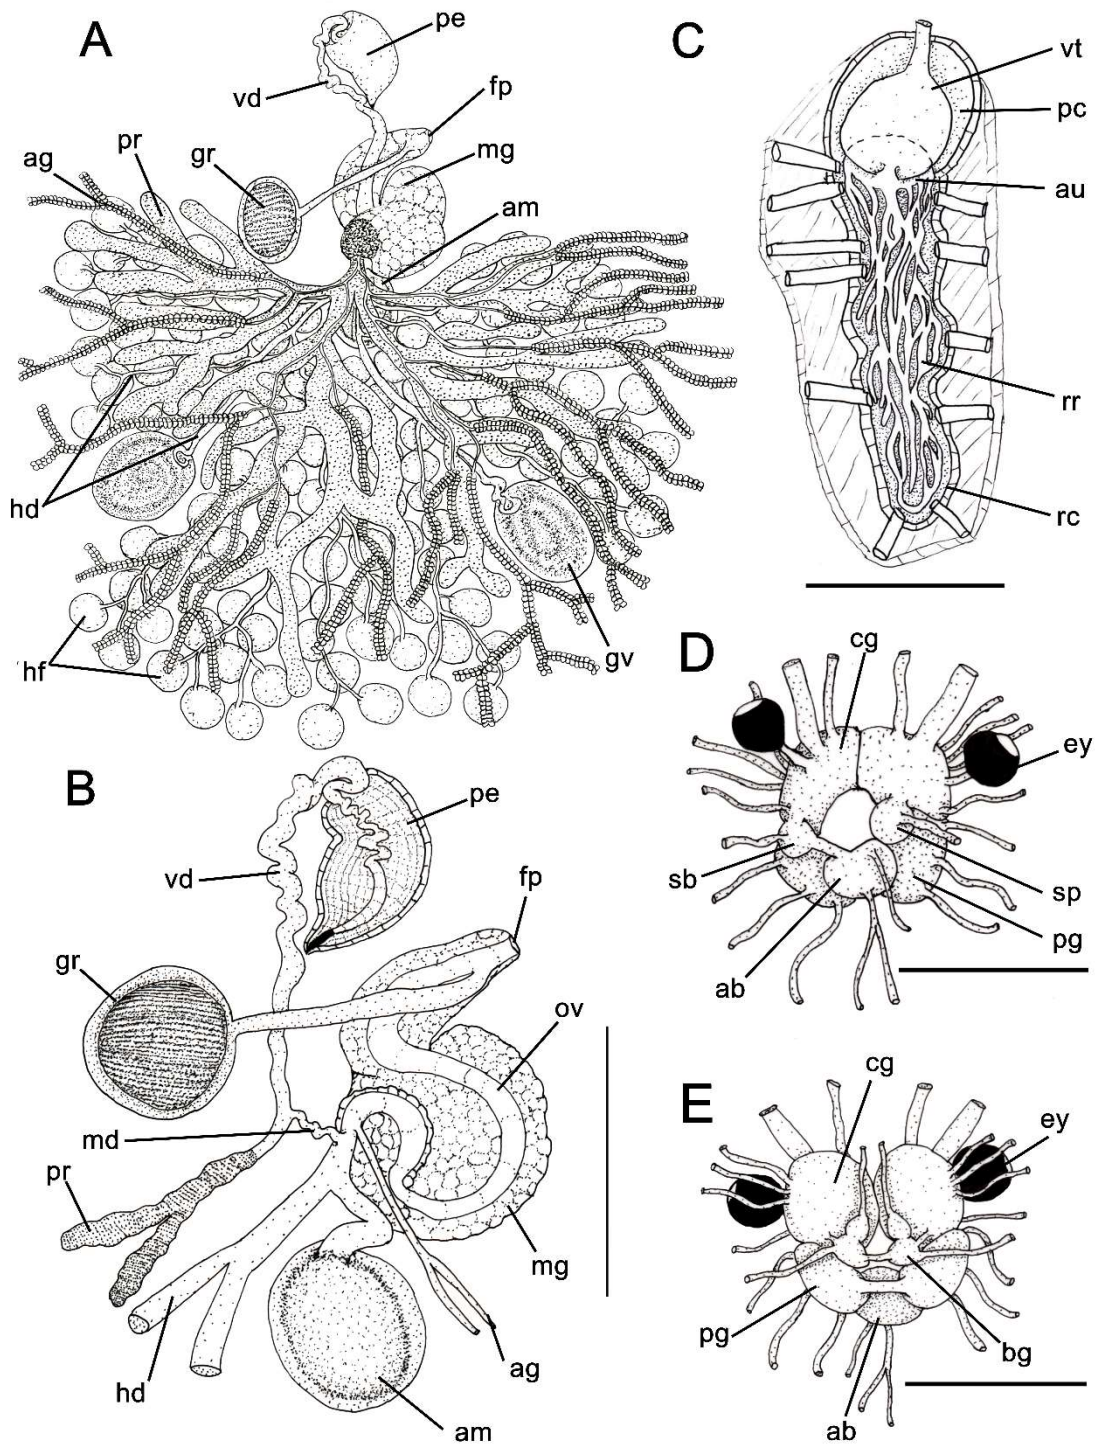 A
pe
vd
fp
ag
pr
gr
mg
am
hd
hf
gv
B
pe
vd
fp
gr
ov
md
pr
mg
hd
ag
am
C
vt
pc
au
rr
rc
D
cg
ey
sb
sp
pg
ab
E
cg
ey
pg
bg
ab